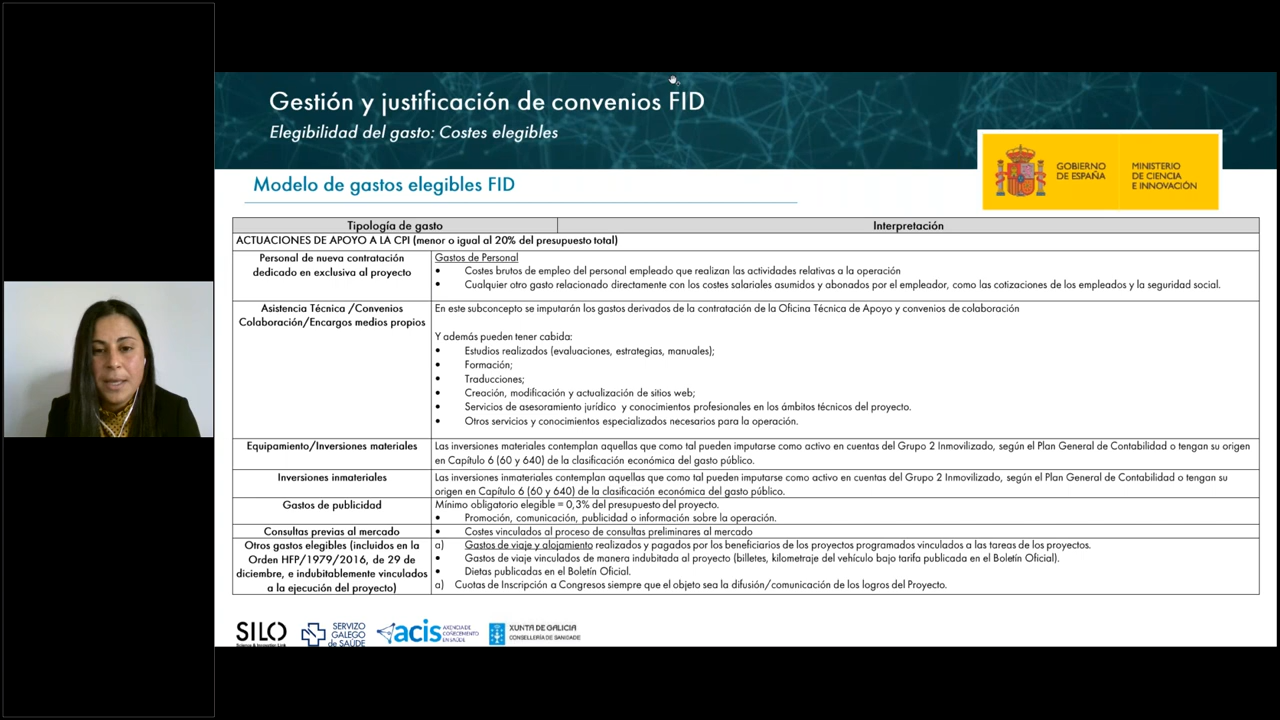 Gestión y justificación de convenios FID
Elegibilidad del gasto: Costes elegibles
GOBIERNO
DE ESPAÑA
MINISTERIO
DE CIENCIA
E INNOVACIÓN
Modelo de gastos elegibles FID
Tipología de gasto
Interpretación
ACTUACIONES DE APOYO A LA CPI (menor o igual al 20% del presupuesto total)
Personal de nueva contratación
dedicado en exclusiva al proyecto
Gastos de Personal
• Costes brutos de empleo del personal empleado que realizan las actividades relativas a la operación
• Cualquier otro gasto relacionado directamente con los costes salariales asumidos y abonados por el empleador, como las cotizaciones de los empleados y la seguridad social.
Asistencia Técnica /Convenios
Colaboración/Encargos medios propios
En este subconcepto se imputarán los gastos derivados de la contratación de la Oficina Técnica de Apoyo y convenios de colaboración
Y además pueden tener cabida:
• Estudios realizados (evaluaciones, estrategias, manuales);
• Formación;
• Traducciones;
• Creación, modificación y actualización de sitios web;
• Servicios de asesoramiento jurídico y conocimientos profesionales en los ámbitos técnicos del proyecto.
• Otros servicios y conocimientos especializados necesarios para la operación.
Equipamiento/Inversiones materiales
Las inversiones materiales contemplan aquellas que como tal pueden imputarse como activo en cuentas del Grupo 2 Inmovilizado, según el Plan General de Contabilidad o tengan su origen
en Capítulo 6 (60 y 640) de la clasificación económica del gasto público.
Inversiones inmateriales
Las inversiones inmateriales contemplan aquellas que como tal pueden imputarse como activo en cuentas del Grupo 2 Inmovilizado, según el Plan General de Contabilidad o tengan su
origen en Capítulo 6 (60 y 640) de la clasificación económica del gasto público.
Gastos de publicidad
Mínimo obligatorio elegible = 0,3% del presupuesto del proyecto.
• Promoción, comunicación, publicidad o información sobre la operación.
Consultas previas al mercado
• Costes vinculados al proceso de consultas preliminares al mercado
Otros gastos elegibles (incluidos en la
Orden HFP/1979/2016, de 29 de
diciembre, e indubitablemente vinculados
a la ejecución del proyecto)
a) Gastos de viaje y alojamiento realizados y pagados por los beneficiarios de los proyectos programados vinculados a las tareas de los proyectos.
• Gastos de viaje vinculados de manera indubitada al proyecto (billetes, kilometraje del vehículo bajo tarifa publicada en el Boletín Oficial).
• Dietas publicadas en el Boletín Oficial.
a) Cuotas de Inscripción a Congresos siempre que el objeto sea la difusión/comunicación de los logros del Proyecto.
SILO
Science & Innovation Link
SERVIZO
GALEGO
de SAÚDE
acis
AXENCIA DE
COÑECEMENTO
EN SAÚDE
XUNTA DE GALICIA
CONSELLERÍA DE SANIDADE